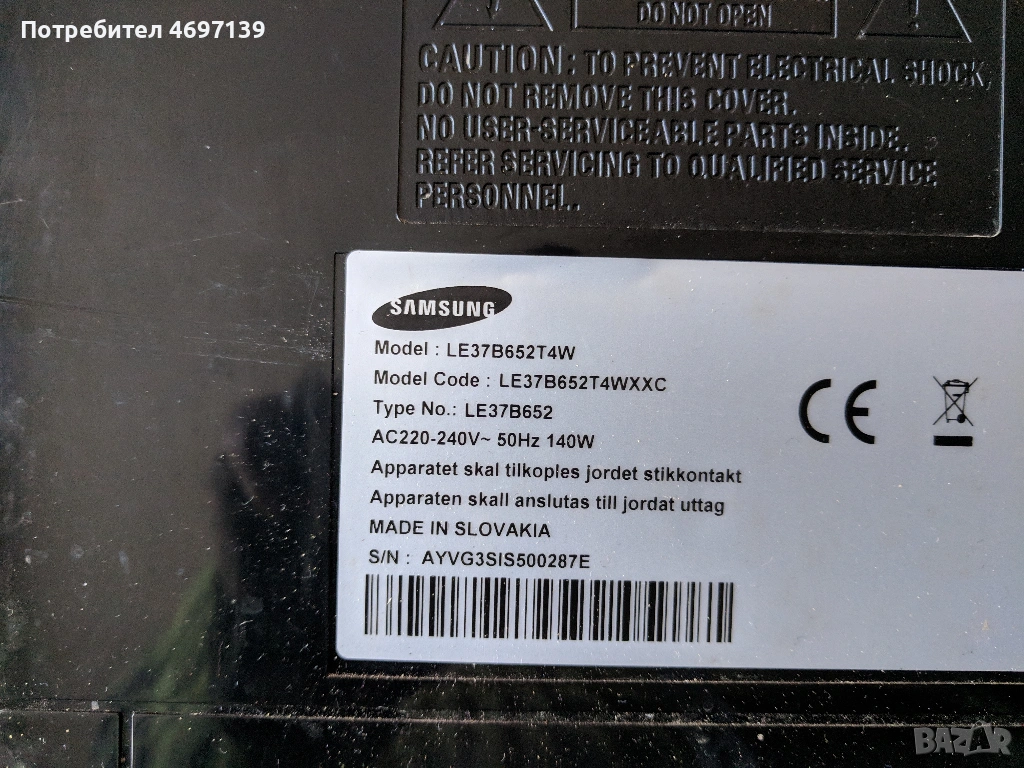 Потребител 4697139
DO NOT OPEN
CAUTION: TO PREVENT ELECTRICAL SHOCK,
DO NOT REMOVE THIS COVER.
NO USER-SERVICEABLE PARTS INSIDE.
REFER SERVICING TO QUALIFIED SERVICE
PERSONNEL.
SAMSUNG
Model : LE37B652T4W
Model Code : LE37B652T4WXXC
Type No.: LE37B652
AC220-240V~ 50Hz 140W
Apparatet skal tilkoples jordet stikkontakt
Apparaten skall anslutas till jordat uttag
MADE IN SLOVAKIA
S/N : AYVG3SIS500287E
CE
BAZAR